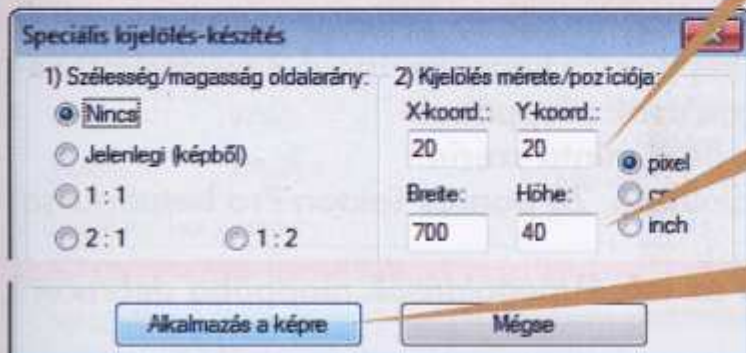 Speciális kijelölés-készítés
1) Szélesség/magasság oldalarány: 2) Kijelölés mérete/pozíciója:
Nincs X-koord.: Y-koord.:
Jelenlegi (képből) 20 20 pixel
1 : 1 Breite: Höhe:
2 : 1 1 : 2 700 40 inch
Alkalmazás a képre Mégse